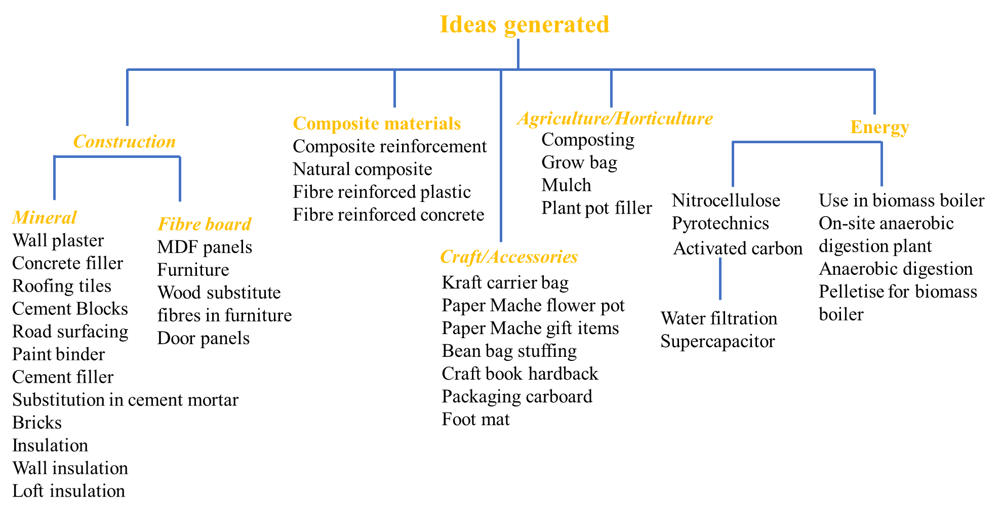 Ideas generated
Construction
Mineral
Wall plaster
Concrete filler
Roofing tiles
Cement Blocks
Road surfacing
Paint binder
Cement filler
Substitution in cement mortar
Bricks
Insulation
Wall insulation
Loft insulation
Fibre board
MDF panels
Furniture
Wood substitute
fibres in furniture
Door panels
Composite materials
Composite reinforcement
Natural composite
Fibre reinforced plastic
Fibre reinforced concrete
Craft/Accessories
Kraft carrier bag
Paper Mache flower pot
Paper Mache gift items
Bean bag stuffing
Craft book hardback
Packaging carboard
Foot mat
Agriculture/Horticulture
Composting
Grow bag
Mulch
Plant pot filler
Energy
Nitrocellulose
Pyrotechnics
Activated carbon
Water filtration
Supercapacitor
Use in biomass boiler
On-site anaerobic
digestion plant
Anaerobic digestion
Pelletise for biomass
boiler